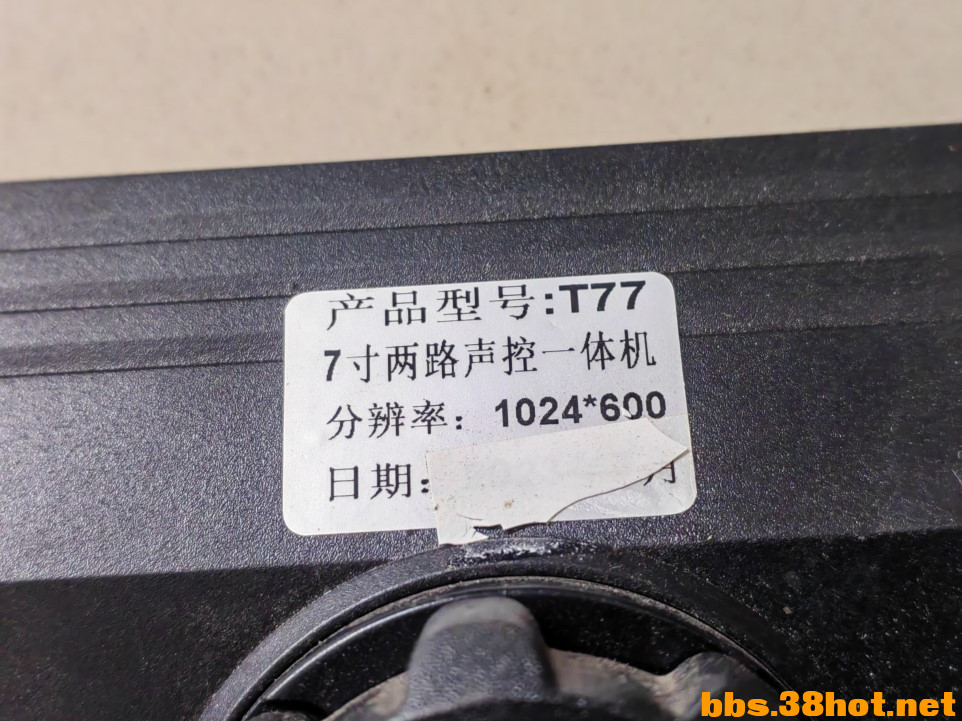 产品型号:T77
7寸两路声控一体机
分辨率：1024*600
日期：
月
bbs.38hot.net